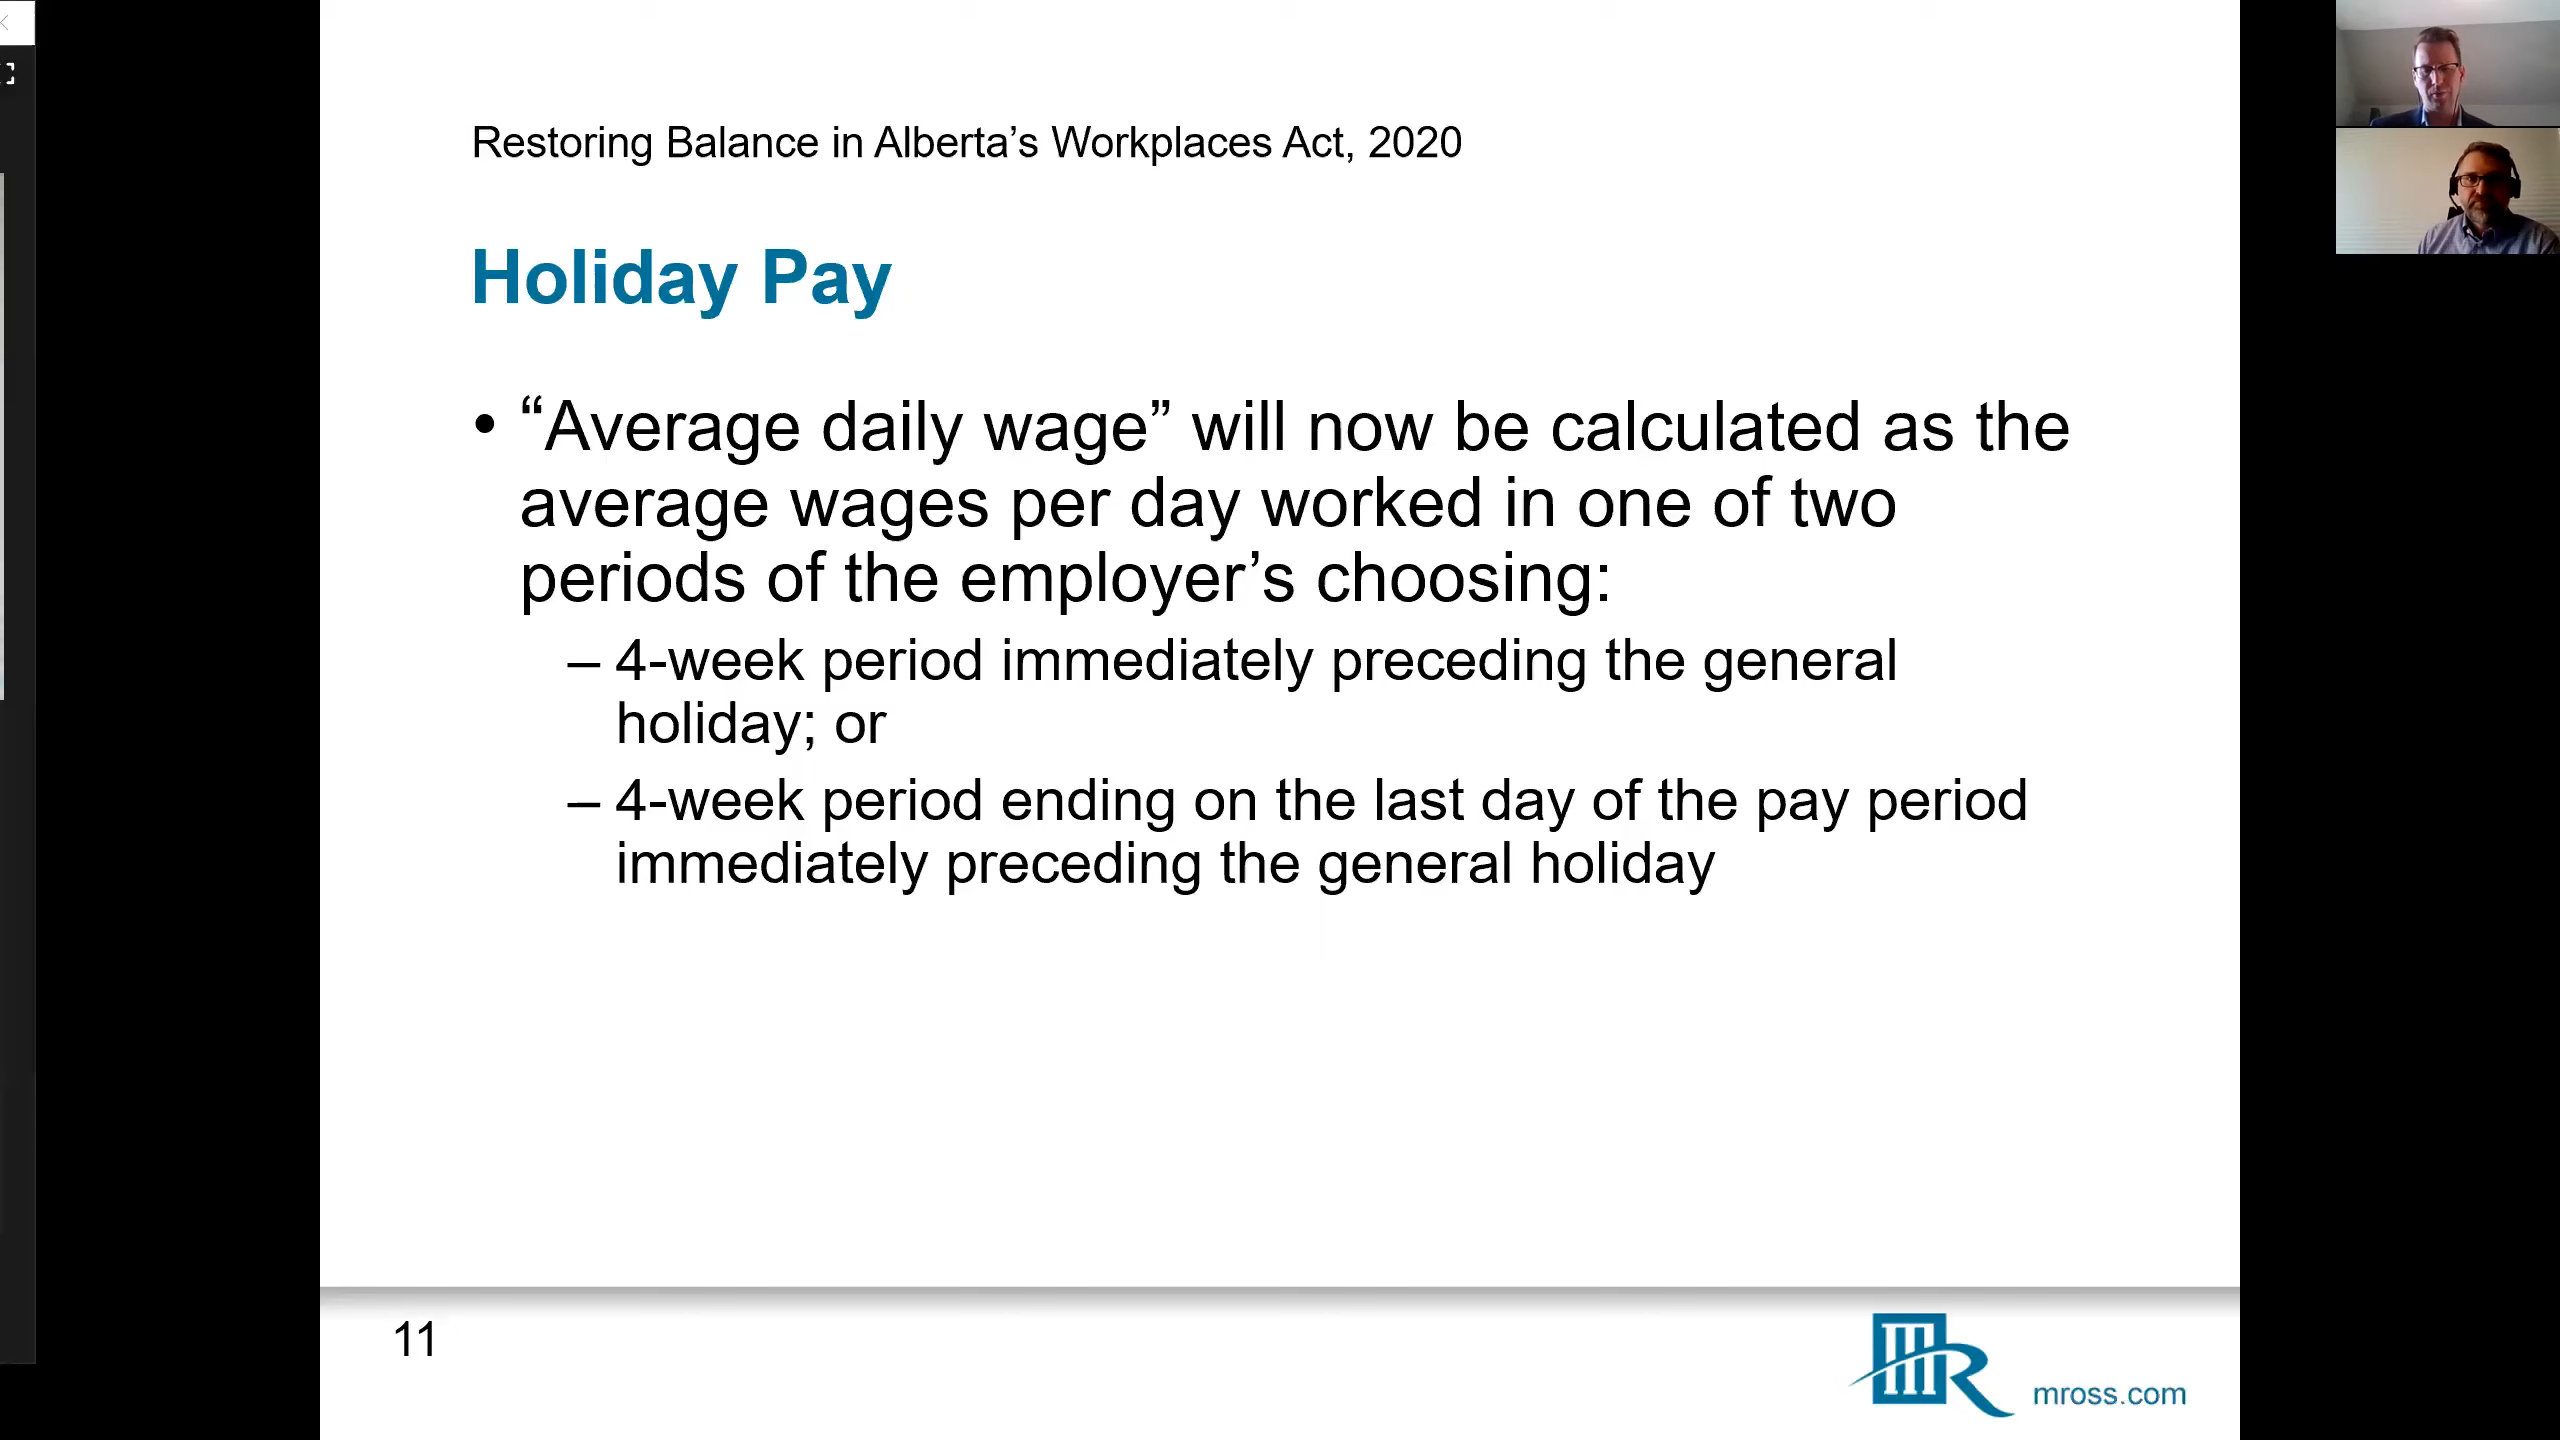 Restoring Balance in Alberta’s Workplaces Act, 2020
Holiday Pay
• “Average daily wage” will now be calculated as the
average wages per day worked in one of two
periods of the employer’s choosing:
– 4-week period immediately preceding the general
holiday; or
– 4-week period ending on the last day of the pay period
immediately preceding the general holiday
11
mross.com